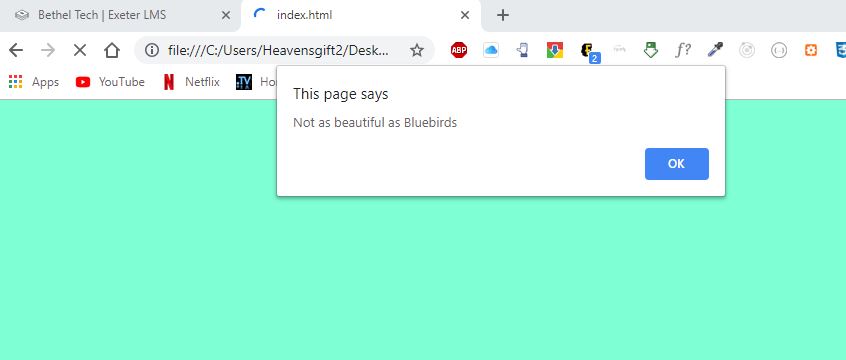 Bethel Tech | Exeter LMS
index.html
file:///C:/Users/Heavensgift2/Desk...
ABP
2
f?
Apps
YouTube
Netflix
This page says
Not as beautiful as Bluebirds
OK